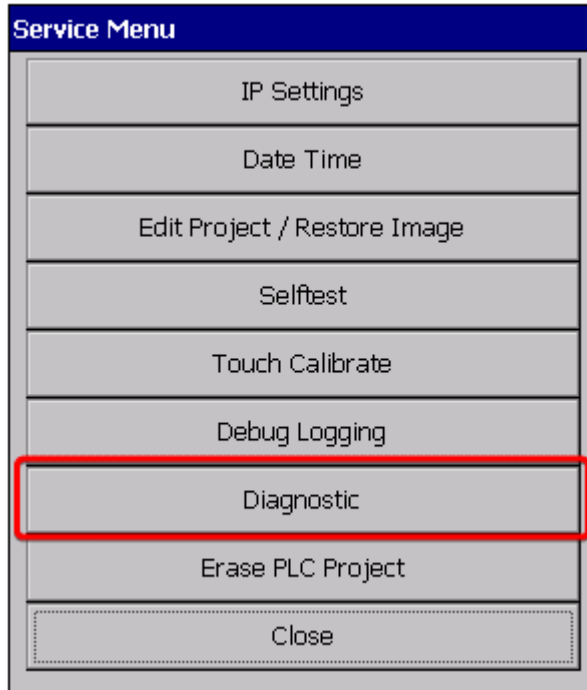 Service Menu
IP Settings
Date Time
Edit Project / Restore Image
Selftest
Touch Calibrate
Debug Logging
Diagnostic
Erase PLC Project
Close